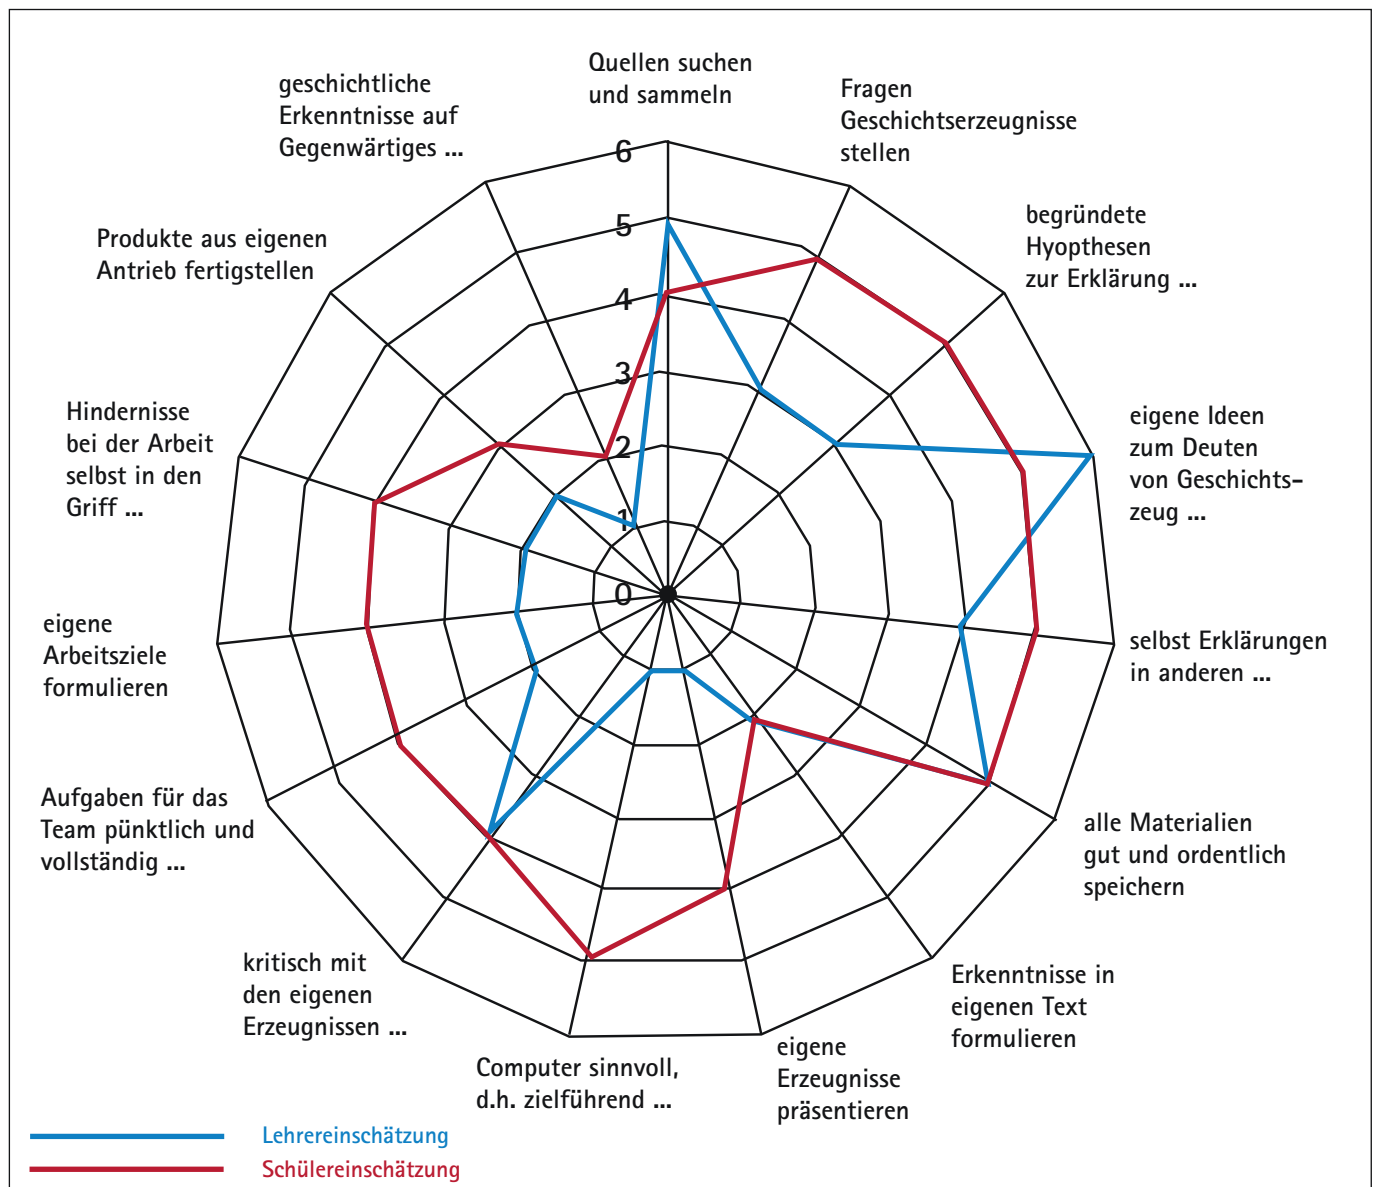 Quellen suchen
und sammeln
Fragen
Geschichtserzeugnisse
stellen
begründete
Hyopthesen
zur Erklärung ...
eigene Ideen
zum Deuten
von Geschichts-
zeug ...
selbst Erklärungen
in anderen ...
alle Materialien
gut und ordentlich
speichern
Erkenntnisse in
eigenen Text
formulieren
eigene
Erzeugnisse
präsentieren
Computer sinnvoll,
d.h. zielführend ...
kritisch mit
den eigenen
Erzeugnissen ...
Aufgaben für das
Team pünktlich und
vollständig ...
eigene
Arbeitsziele
formulieren
Hindernisse
bei der Arbeit
selbst in den
Griff ...
Produkte aus eigenen
Antrieb fertigstellen
geschichtliche
Erkenntnisse auf
Gegenwärtiges ...
6
5
4
3
2
1
0
Lehrereinschätzung
Schülereinschätzung